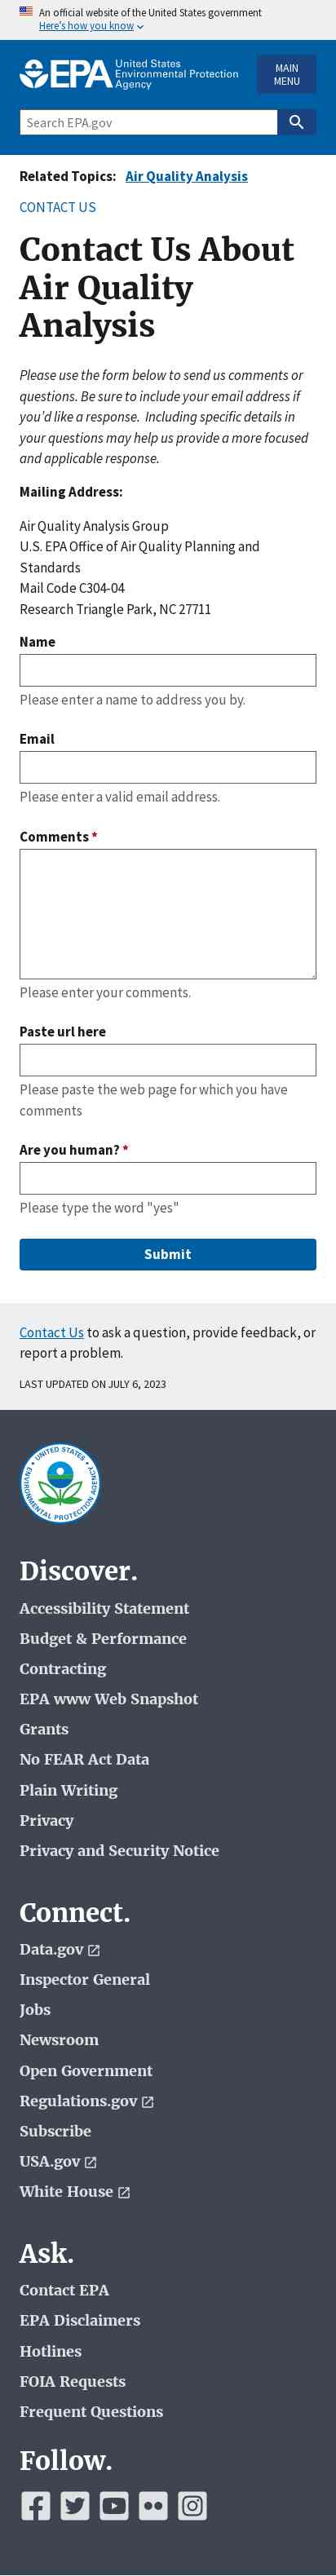 An official website of the United States government
Here's how you know
EPA United States
Environmental Protection
Agency
MAIN
MENU
Search EPA.gov
Related Topics: Air Quality Analysis
CONTACT US
Contact Us About
Air Quality
Analysis
Please use the form below to send us comments or
questions. Be sure to include your email address if
you'd like a response. Including specific details in
your questions may help us provide a more focused
and applicable response.
Mailing Address:
Air Quality Analysis Group
U.S. EPA Office of Air Quality Planning and
Standards
Mail Code C304-04
Research Triangle Park, NC 27711
Name
Please enter a name to address you by.
Email
Please enter a valid email address.
Comments *
Please enter your comments.
Paste url here
Please paste the web page for which you have
comments
Are you human? *
Please type the word "yes"
Submit
Contact Us to ask a question, provide feedback, or
report a problem.
LAST UPDATED ON JULY 6, 2023
UNITED STATES
ENVIRONMENTAL PROTECTION AGENCY
Discover.
Accessibility Statement
Budget & Performance
Contracting
EPA www Web Snapshot
Grants
No FEAR Act Data
Plain Writing
Privacy
Privacy and Security Notice
Connect.
Data.gov
Inspector General
Jobs
Newsroom
Open Government
Regulations.gov
Subscribe
USA.gov
White House
Ask.
Contact EPA
EPA Disclaimers
Hotlines
FOIA Requests
Frequent Questions
Follow.